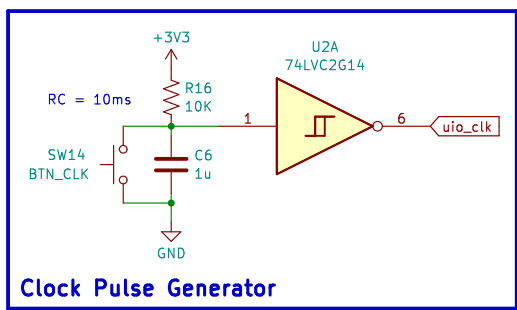 +3V3
U2A
74LVC2G14
RC = 10ms
R16
10K
1
6
uio_clk
SW14
BTN_CLK
C6
1u
GND
Clock Pulse Generator